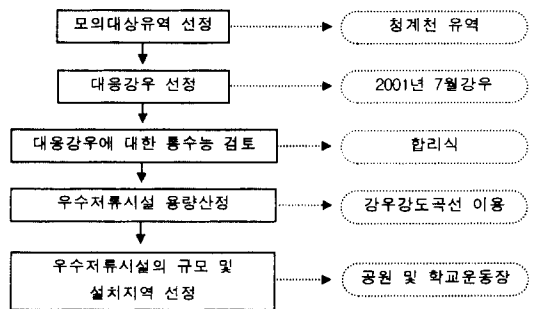 모의대상유역 선정
청계천 유역
대응강우 선정
2001년 7월강우
대응강우에 대한 통수능 검토
합리식
우수저류시설 용량산정
강우강도곡선 이용
우수저류시설의 규모 및
설치지역 선정
공원 및 학교운동장